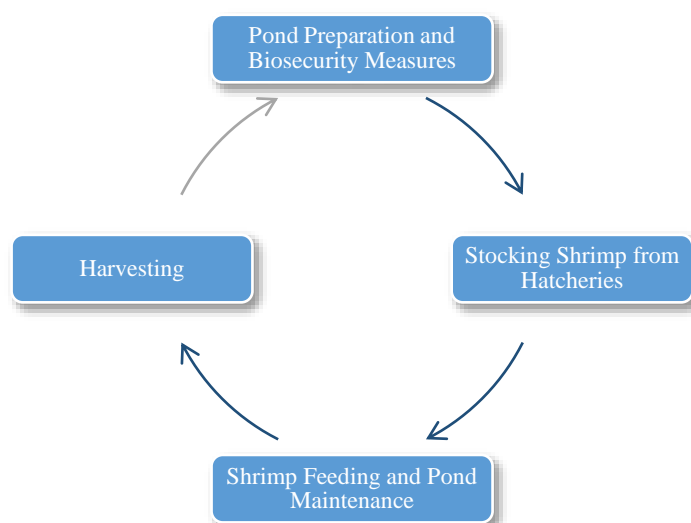 Pond Preparation and
Biosecurity Measures
Stocking Shrimp from
Hatcheries
Shrimp Feeding and Pond
Maintenance
Harvesting